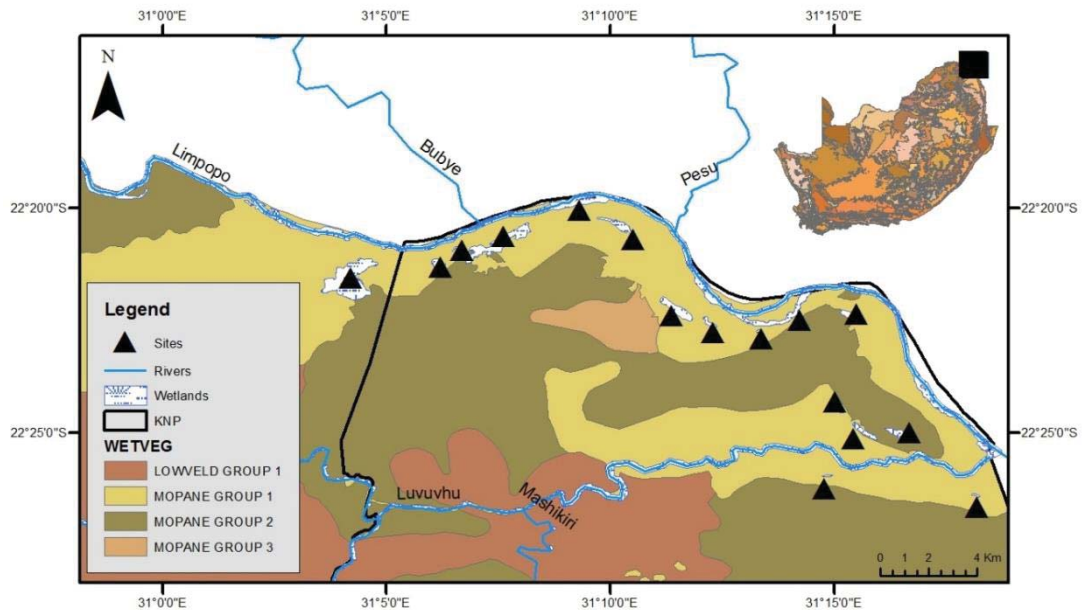 31°0'0"E 31°5'0"E 31°10'0"E 31°15'0"E
N
Limpopo
Bubye
Pesu
22°20'0"S 22°20'0"S
Legend
Sites
Rivers
Wetlands
KNP
WETVEG
LOWVELD GROUP 1
MOPANE GROUP 1
MOPANE GROUP 2
MOPANE GROUP 3
22°25'0"S 22°25'0"S
Luvuvhu
Mashikiri
0 1 2 4 Km
31°0'0"E 31°5'0"E 31°10'0"E 31°15'0"E